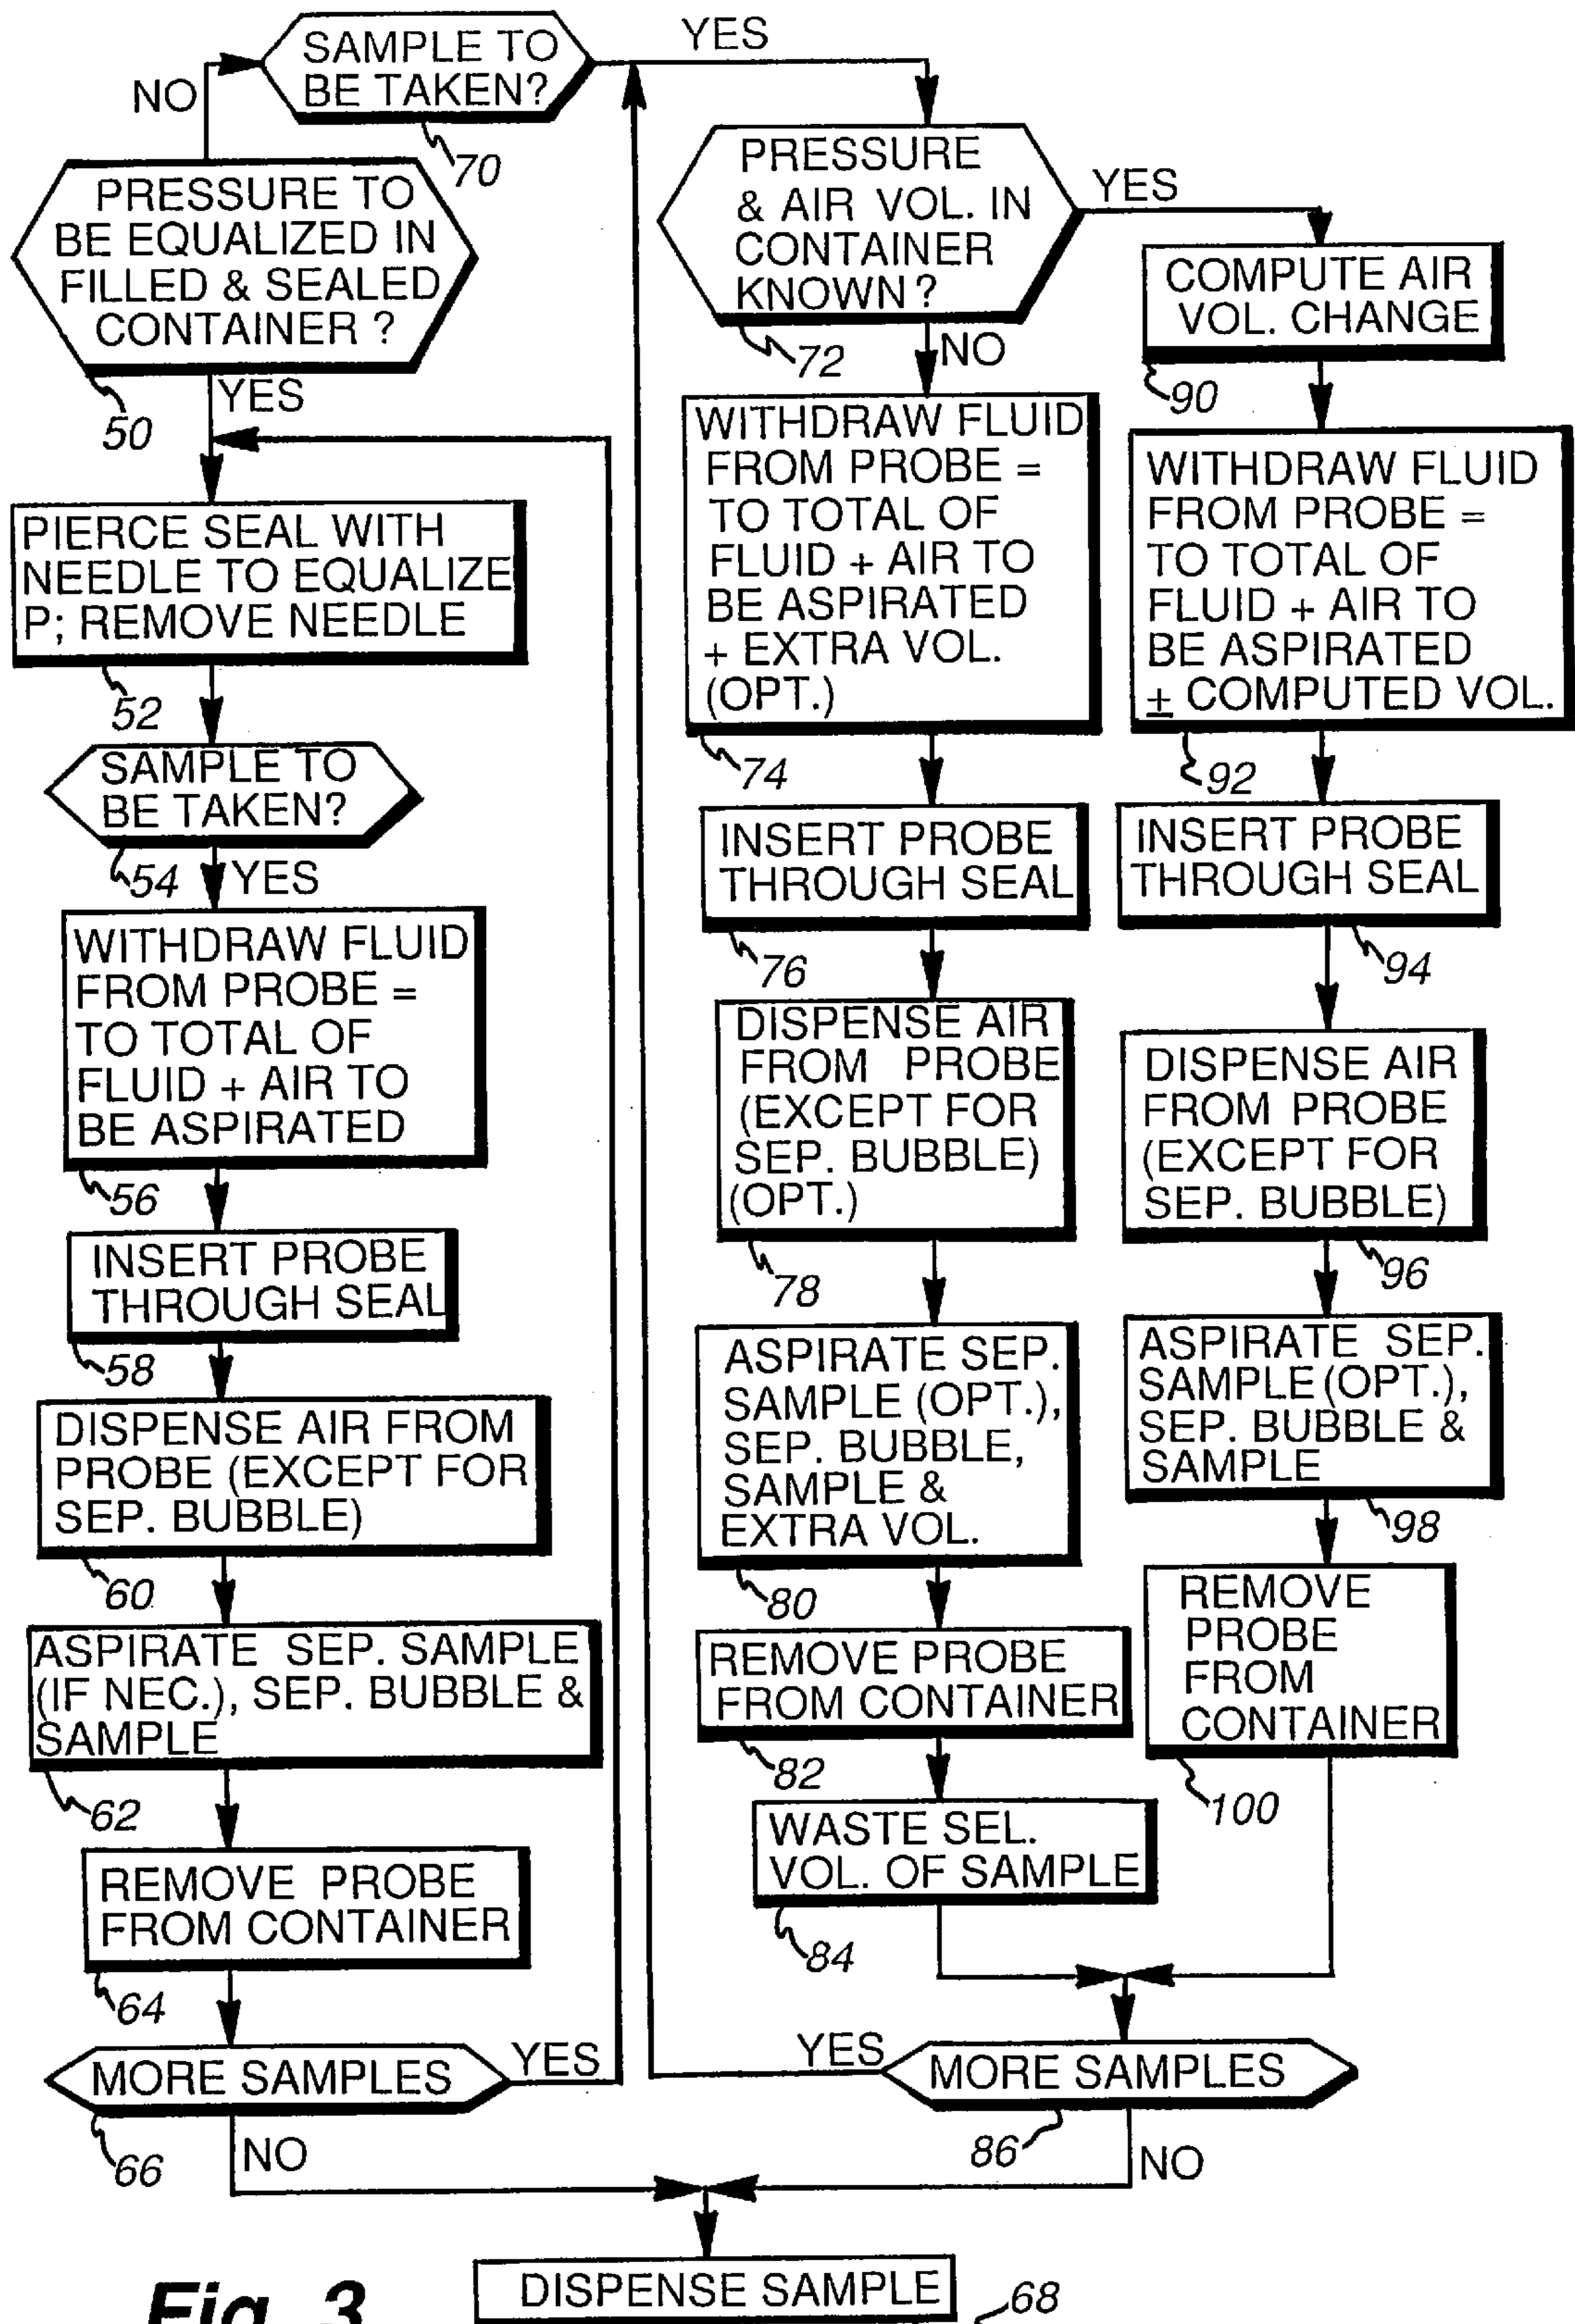 SAMPLE TO
BE TAKEN?
70
YES
NO
PRESSURE TO
BE EQUALIZED IN
FILLED & SEALED
CONTAINER ?
50
YES
PIERCE SEAL WITH
NEEDLE TO EQUALIZE
P; REMOVE NEEDLE
52
SAMPLE TO
BE TAKEN?
54
YES
WITHDRAW FLUID
FROM PROBE =
TO TOTAL OF
FLUID + AIR TO
BE ASPIRATED
56
INSERT PROBE
THROUGH SEAL
58
DISPENSE AIR FROM
PROBE (EXCEPT FOR
SEP. BUBBLE)
60
ASPIRATE SEP. SAMPLE
(IF NEC.), SEP. BUBBLE &
SAMPLE
62
REMOVE PROBE
FROM CONTAINER
64
MORE SAMPLES
YES
66
NO
PRESSURE
& AIR VOL. IN
CONTAINER
KNOWN ?
72
YES
NO
WITHDRAW FLUID
FROM PROBE =
TO TOTAL OF
FLUID + AIR TO
BE ASPIRATED
+ EXTRA VOL.
(OPT.)
74
INSERT PROBE
THROUGH SEAL
76
DISPENSE AIR
FROM PROBE
(EXCEPT FOR
SEP. BUBBLE)
(OPT.)
78
ASPIRATE SEP.
SAMPLE (OPT.),
SEP. BUBBLE,
SAMPLE &
EXTRA VOL.
80
REMOVE PROBE
FROM CONTAINER
82
WASTE SEL.
VOL. OF SAMPLE
84
COMPUTE AIR
VOL. CHANGE
90
WITHDRAW FLUID
FROM PROBE =
TO TOTAL OF
FLUID + AIR TO
BE ASPIRATED
± COMPUTED VOL.
92
INSERT PROBE
THROUGH SEAL
94
DISPENSE AIR
FROM PROBE
(EXCEPT FOR
SEP. BUBBLE)
96
ASPIRATE SEP.
SAMPLE (OPT.),
SEP. BUBBLE &
SAMPLE
98
REMOVE
PROBE
FROM
CONTAINER
100
YES
MORE SAMPLES
86
NO
DISPENSE SAMPLE
68
Fig. 3